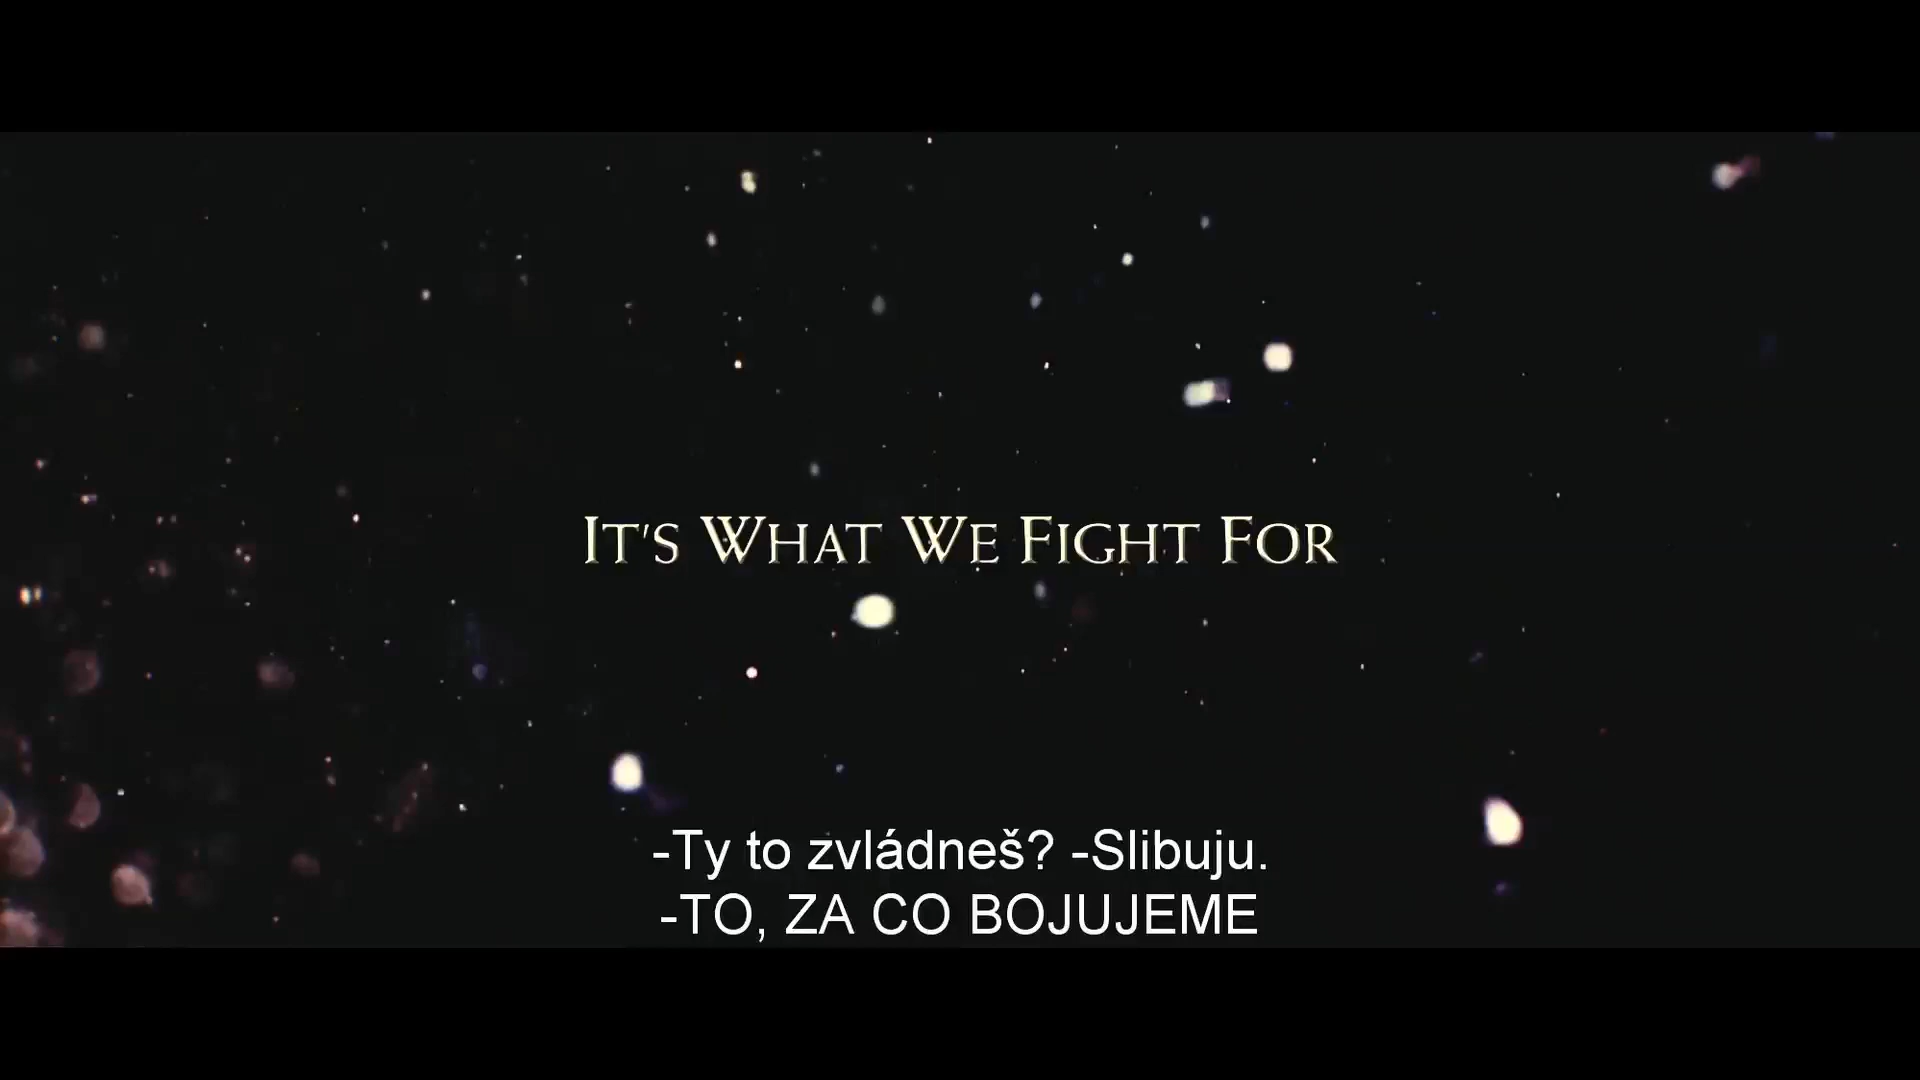 IT'S WHAT WE FIGHT FOR
-Ty to zvládneš? -Slibuju.
-TO, ZA CO BOJUJEME